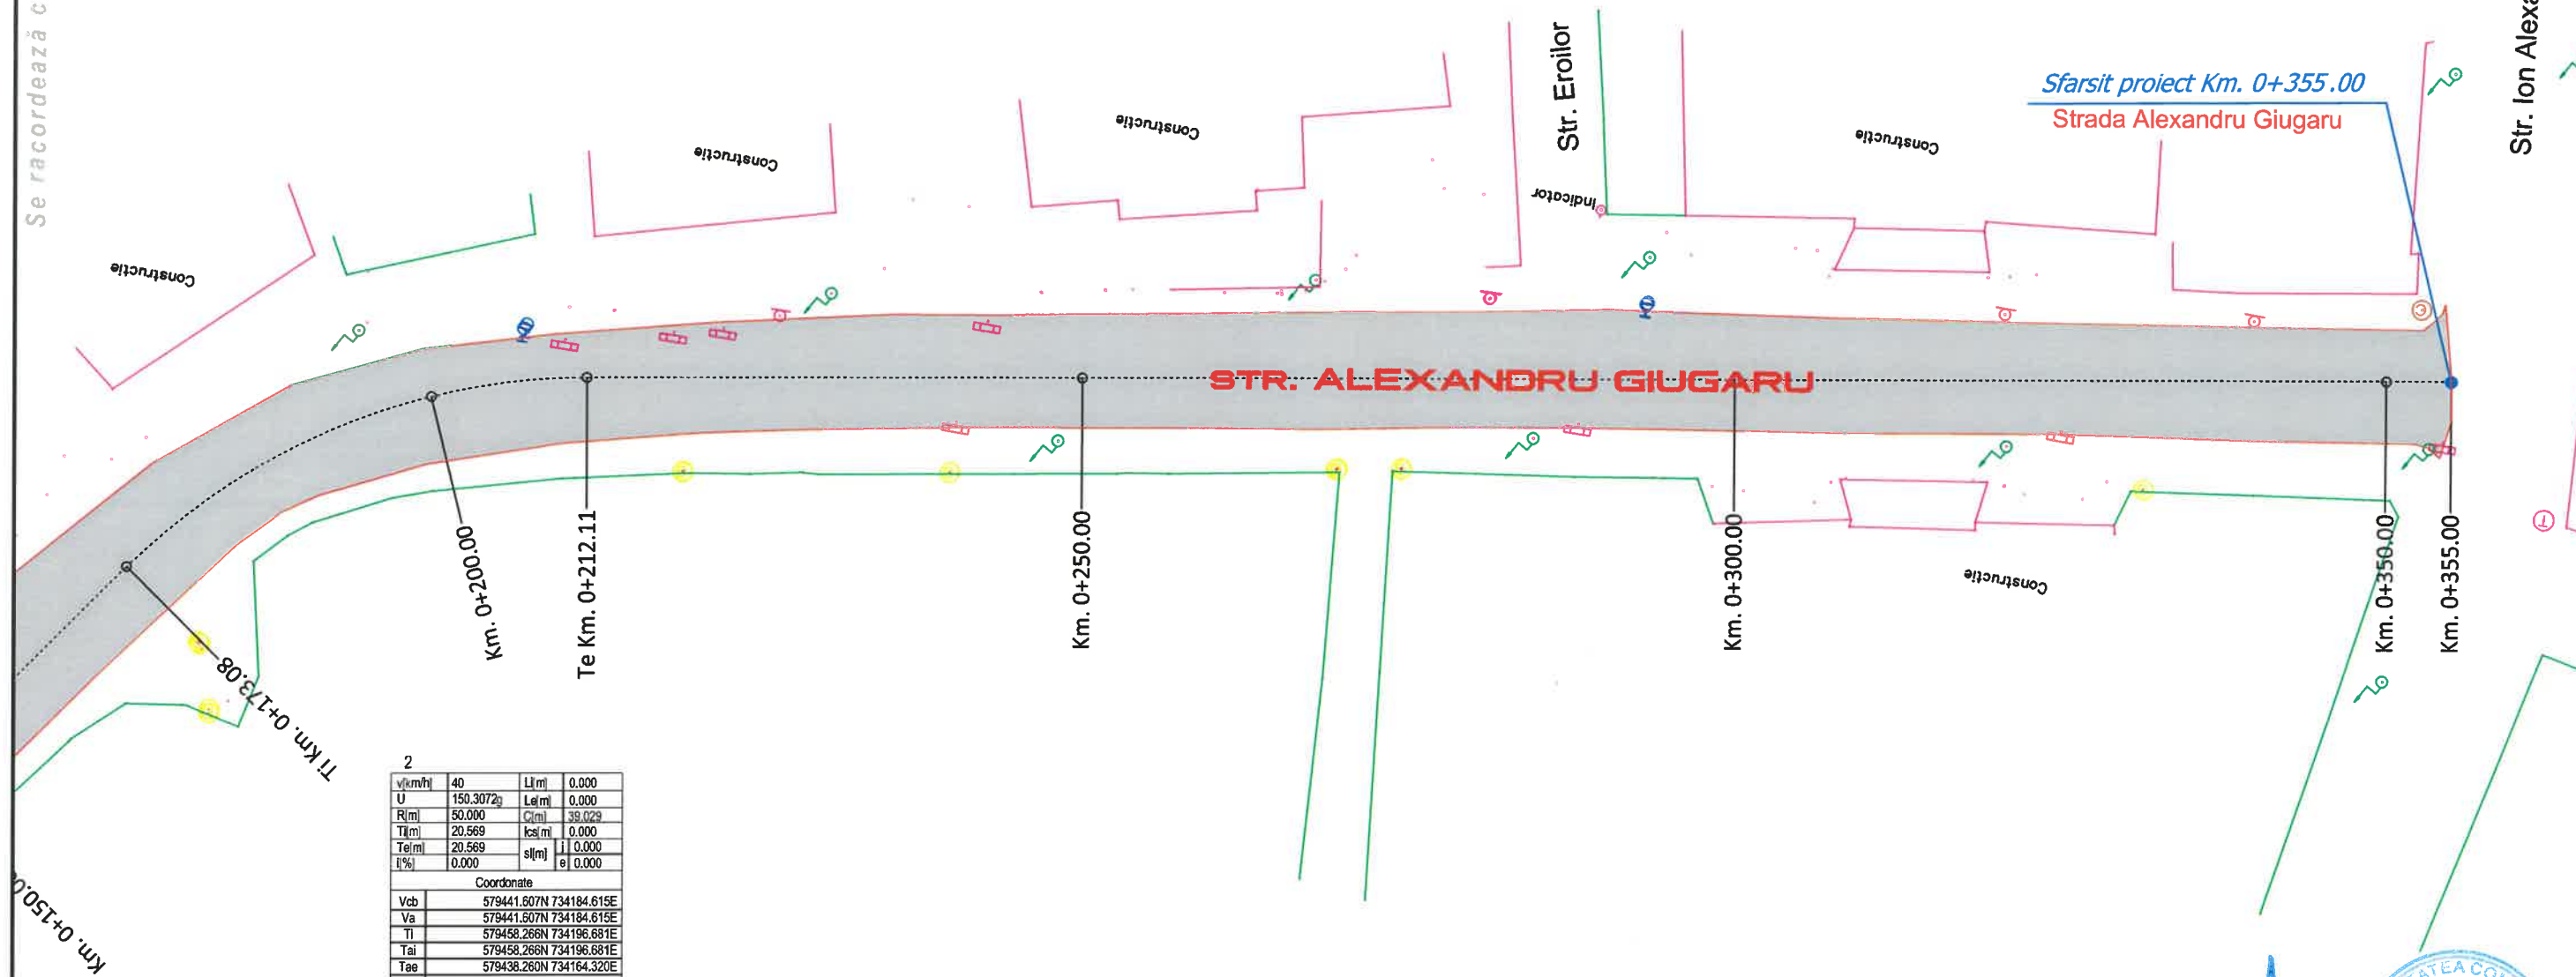 Se racordează c
Constructie
Constructie
Constructie
Str. Eroilor
Indicator
Constructie
Sfarsit proiect Km. 0+355.00
Strada Alexandru Giugaru
Str. Ion Alexa
STR. ALEXANDRU GIUGARU
Km. 0+150.0
Ti Km. 0+173.08
Km. 0+200.00
Te Km. 0+212.11
Km. 0+250.00
Km. 0+300.00
Constructie
Km. 0+350.00
Km. 0+355.00
2
v[km/h] 40 Li[m] 0.000
U 150.3072g Le[m] 0.000
R[m] 50.000 C[m] 39.029
Ti[m] 20.569 lcs[m] 0.000
Te[m] 20.569 sl[m] i 0.000
i[%] 0.000 e 0.000
Coordonate
Vcb 579441.607N 734184.615E
Va 579441.607N 734184.615E
Ti 579458.266N 734196.681E
Tai 579458.266N 734196.681E
Tae 579438.260N 734164.320E